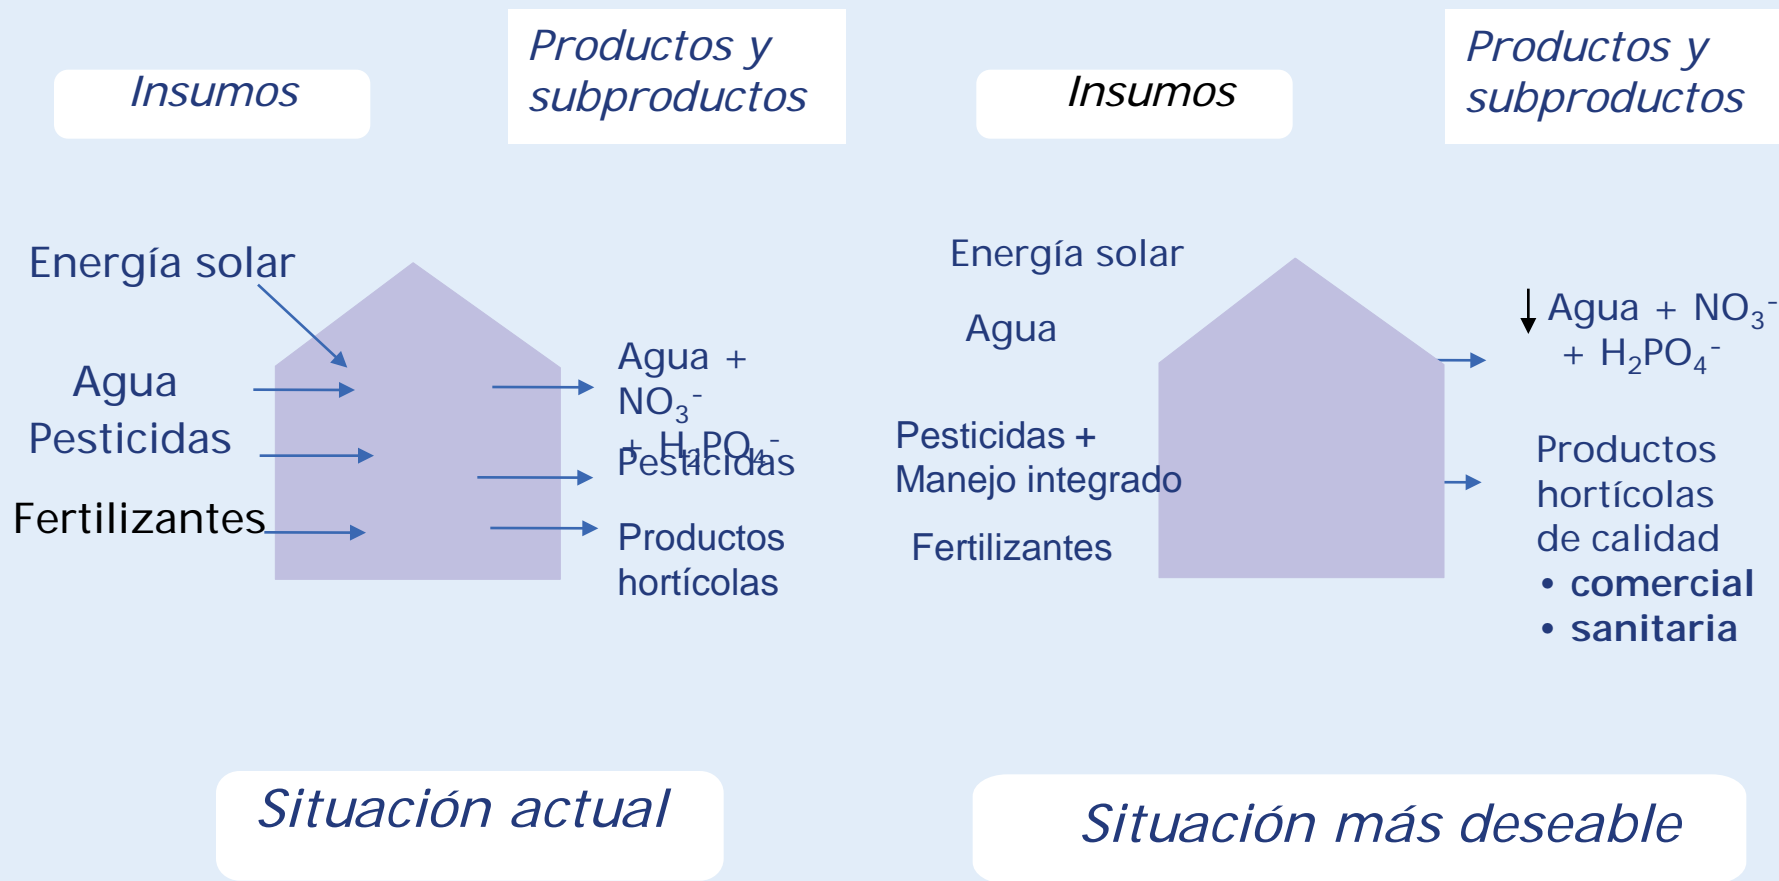 Insumos
Productos y
subproductos
Energía solar
Agua
Pesticidas
Fertilizantes
Agua +
NO₃⁻
+ H₂PO₄⁻
Pesticidas
Productos
hortícolas
Situación actual
Insumos
Productos y
subproductos
Energía solar
Agua
Pesticidas +
Manejo integrado
Fertilizantes
↓ Agua + NO₃⁻
+ H₂PO₄⁻
Productos
hortícolas
de calidad
• comercial
• sanitaria
Situación más deseable